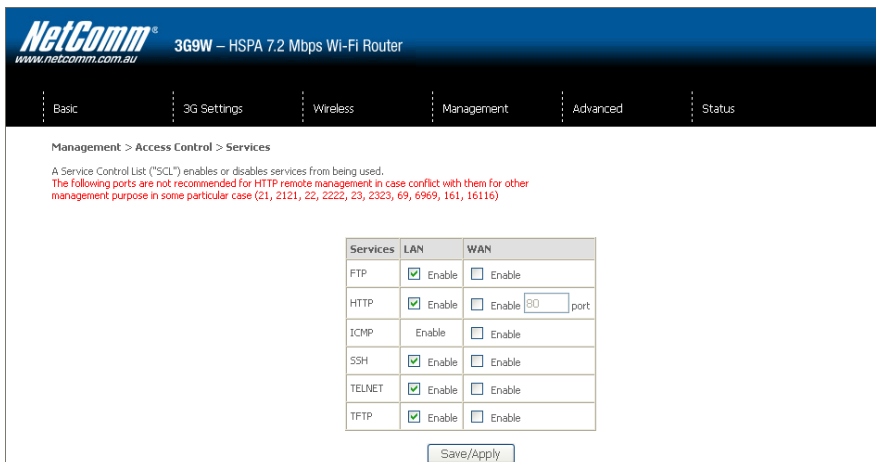 NetComm®
www.netcomm.com.au
3G9W – HSPA 7.2 Mbps Wi-Fi Router
Basic 3G Settings Wireless Management Advanced Status
Management > Access Control > Services
A Service Control List ("SCL") enables or disables services from being used.
The following ports are not recommended for HTTP remote management in case conflict with them for other
management purpose in some particular case (21, 2121, 22, 2222, 23, 2323, 69, 6969, 161, 16116)
Services LAN WAN
FTP Enable Enable
HTTP Enable Enable 80 port
ICMP Enable Enable
SSH Enable Enable
TELNET Enable Enable
TFTP Enable Enable
Save/Apply